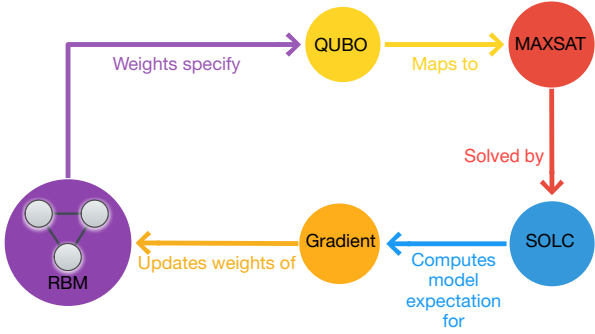 QUBO
MAXSAT
Weights specify
Maps to
Solved by
Gradient
SOLC
Updates weights of
Computes
model
expectation
for
RBM